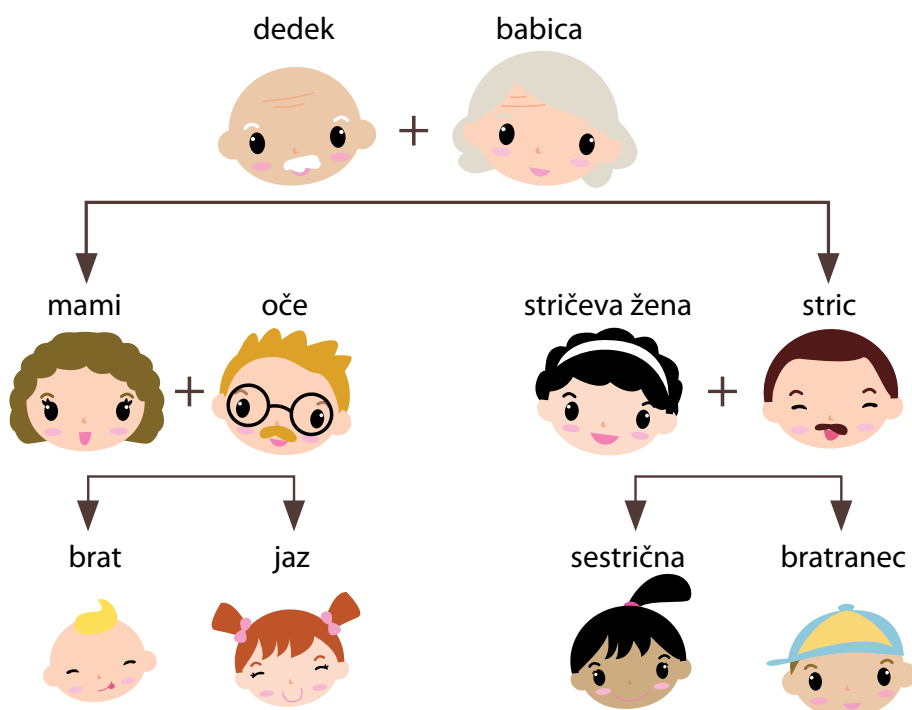 dedek babica
mami oče stričeva žena stric
brat jaz sestrična bratranec